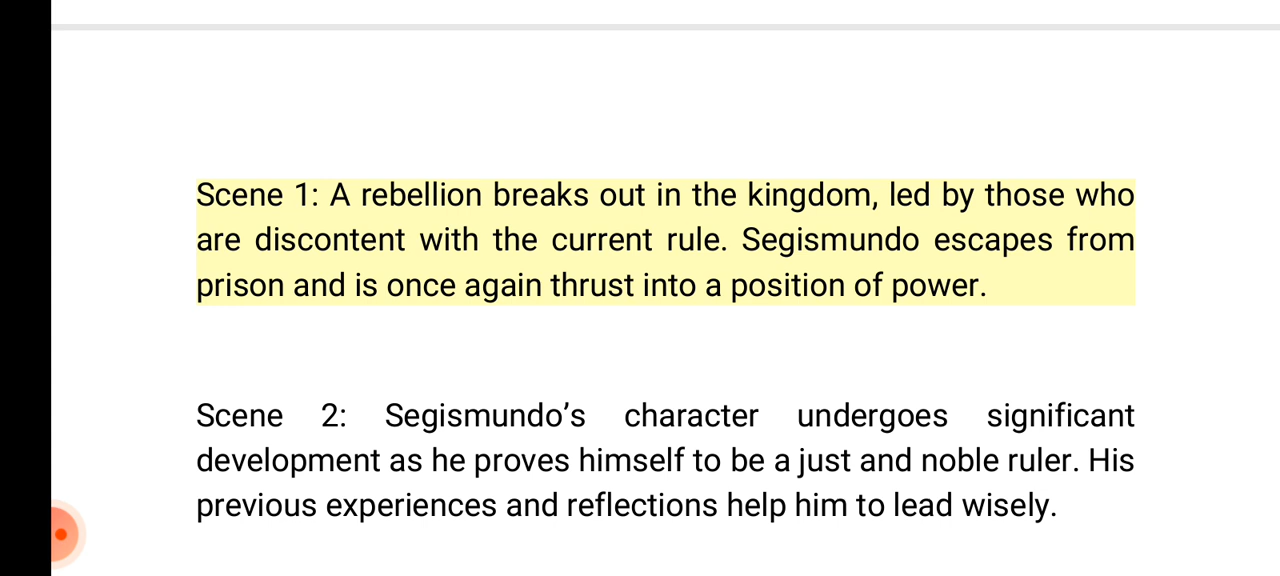 Scene 1: A rebellion breaks out in the kingdom, led by those who
are discontent with the current rule. Segismundo escapes from
prison and is once again thrust into a position of power.
Scene 2: Segismundo’s character undergoes significant
development as he proves himself to be a just and noble ruler. His
previous experiences and reflections help him to lead wisely.